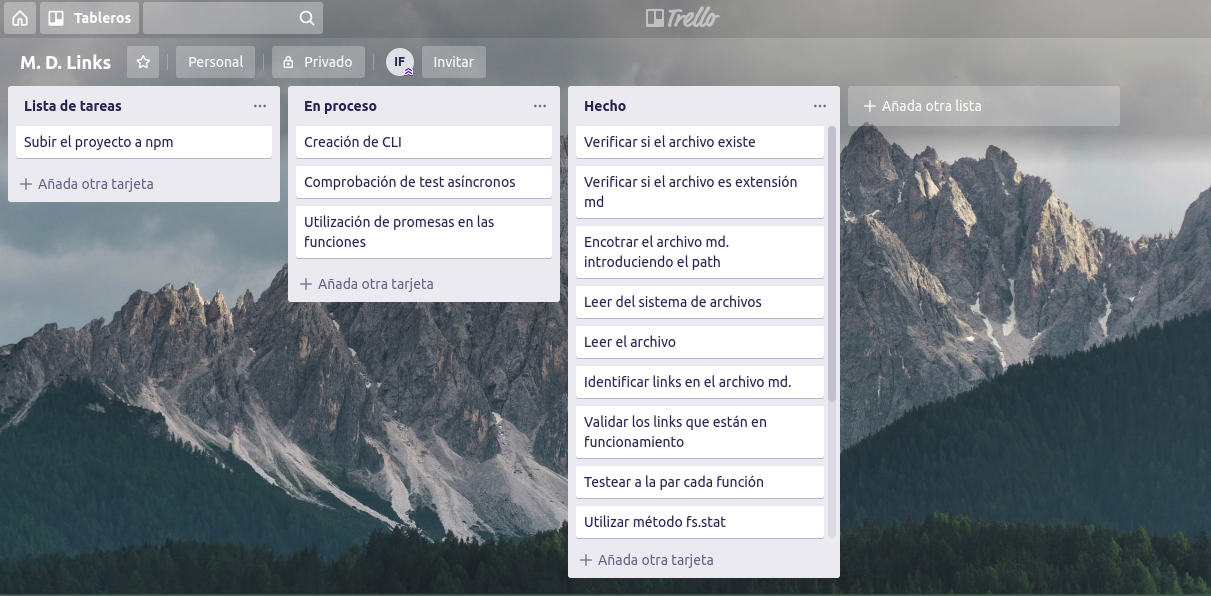 Tableros
Trello
M. D. Links
Personal
Privado
IF
Invitar
Lista de tareas
Subir el proyecto a npm
Añada otra tarjeta
En proceso
Creación de CLI
Comprobación de test asíncronos
Utilización de promesas en las
funciones
Añada otra tarjeta
Hecho
Verificar si el archivo existe
Verificar si el archivo es extensión
md
Encotrar el archivo md.
introduciendo el path
Leer del sistema de archivos
Leer el archivo
Identificar links en el archivo md.
Validar los links que están en
funcionamiento
Testear a la par cada función
Utilizar método fs.stat
Añada otra tarjeta
Añada otra lista